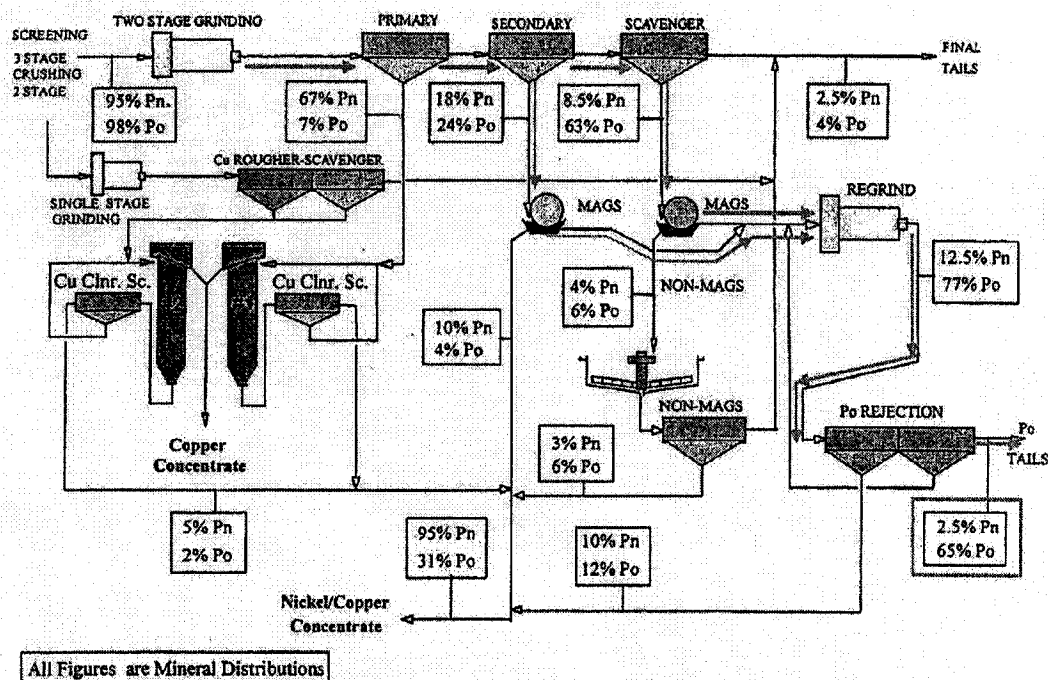 TWO STAGE GRINDING
PRIMARY
SECONDARY
SCAVENGER
SCREENING
3 STAGE
CRUSHING
2 STAGE
FINAL
TAILS
95% Pn.
98% Po
67% Pn
7% Po
18% Pn
24% Po
8.5% Pn
63% Po
2.5% Pn
4% Po
Cu ROUGHER-SCAVENGER
SINGLE STAGE
GRINDING
MAGS
MAGS
REGRIND
Cu Clnr. Sc.
Cu Clnr. Sc.
4% Pn
6% Po
NON-MAGS
12.5% Pn
77% Po
10% Pn
4% Po
NON-MAGS
Po REJECTION
Po
TAILS
Copper
Concentrate
3% Pn
6% Po
5% Pn
2% Po
95% Pn
31% Po
10% Pn
12% Po
2.5% Pn
65% Po
Nickel/Copper
Concentrate
All Figures are Mineral Distributions